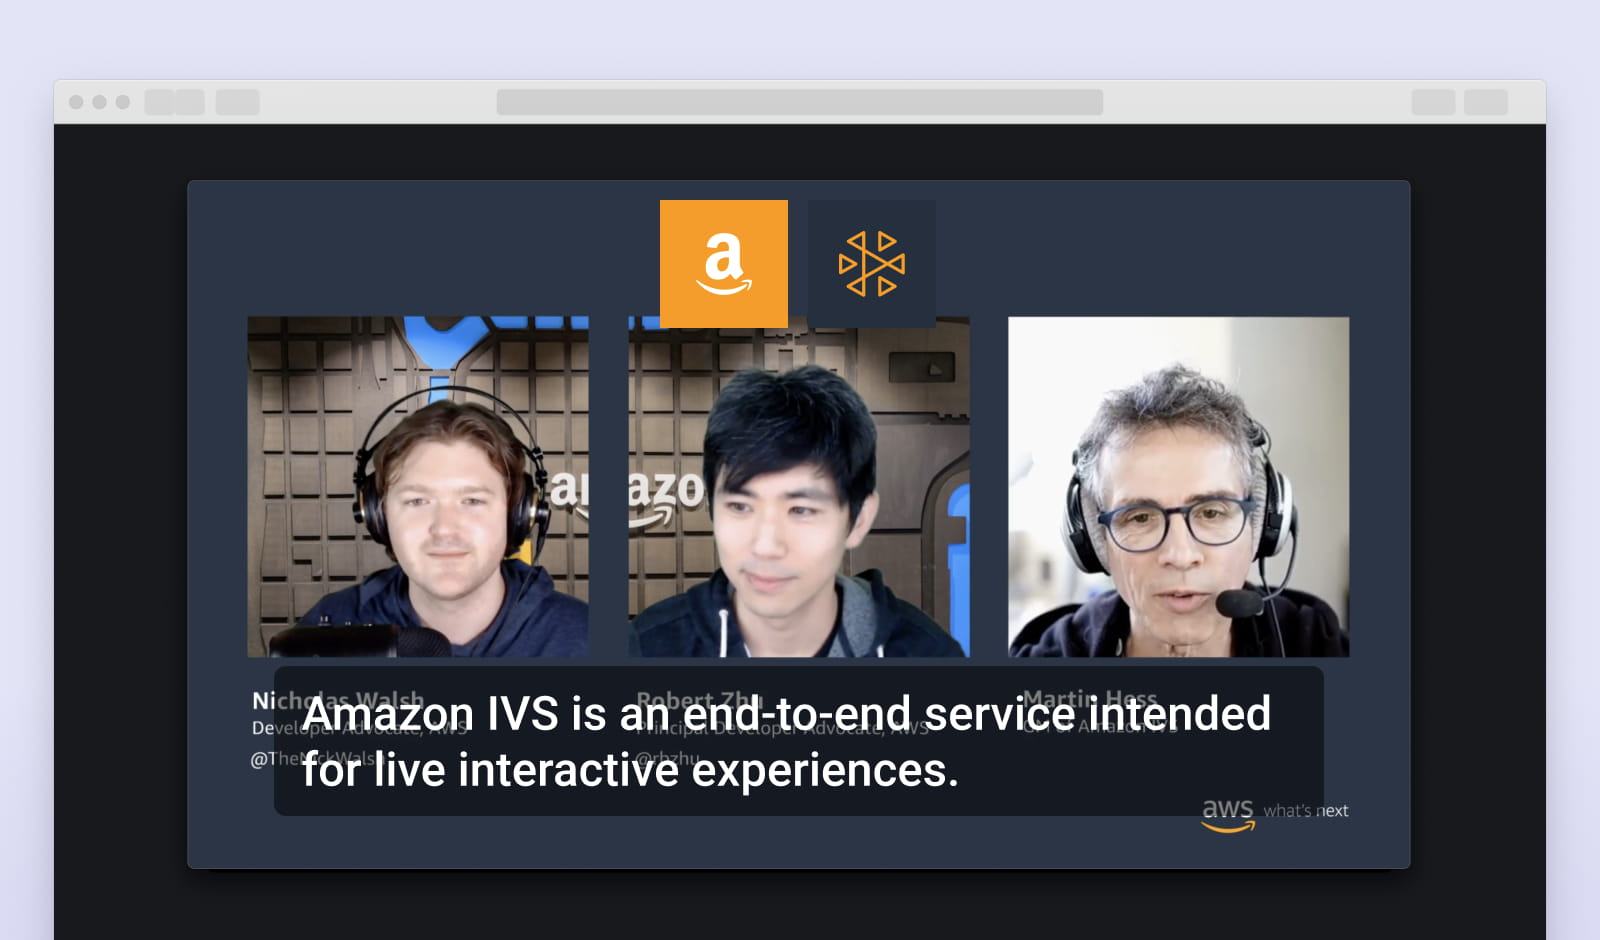 a
amazo
Nicholas Walsh
Developer Advocate, AWS
@TheNickWalsh
Robert Zhu
Principal Developer Advocate, AWS
@rbzhu
Martin Hess
Amazon IVS is an end-to-end service intended
for live interactive experiences.
aws what's next